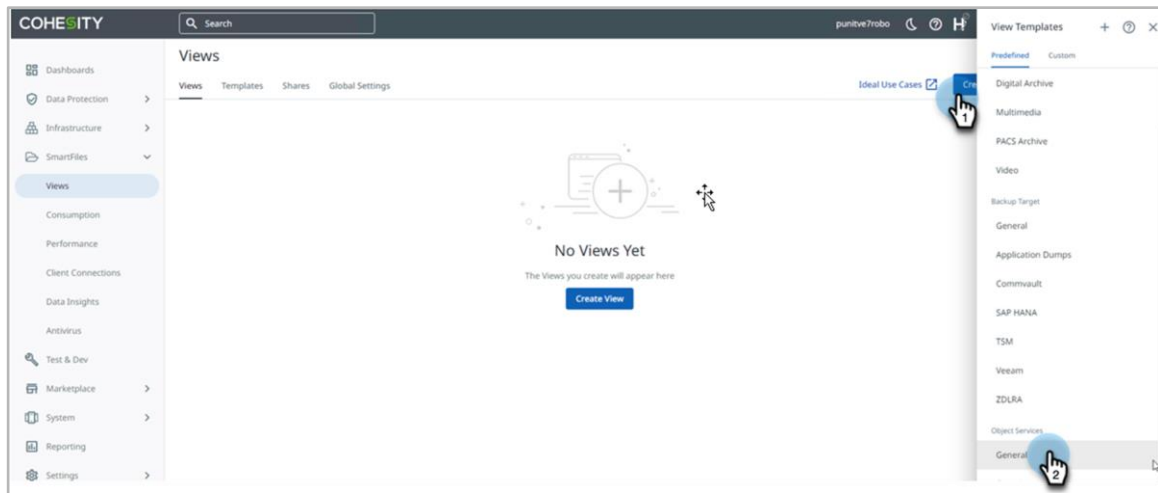 COHESITY
Search
punitve7robo
View Templates
Predefined Custom
Views
Views Templates Shares Global Settings
Ideal Use Cases
Cre
1
Dashboards
Data Protection
Infrastructure
SmartFiles
Views
Consumption
Performance
Client Connections
Data Insights
Antivirus
Test & Dev
Marketplace
System
Reporting
Settings
No Views Yet
The Views you create will appear here
Create View
Digital Archive
Multimedia
PACS Archive
Video
Backup Target
General
Application Dumps
Commvault
SAP HANA
TSM
Veeam
ZDLRA
Object Services
General
2